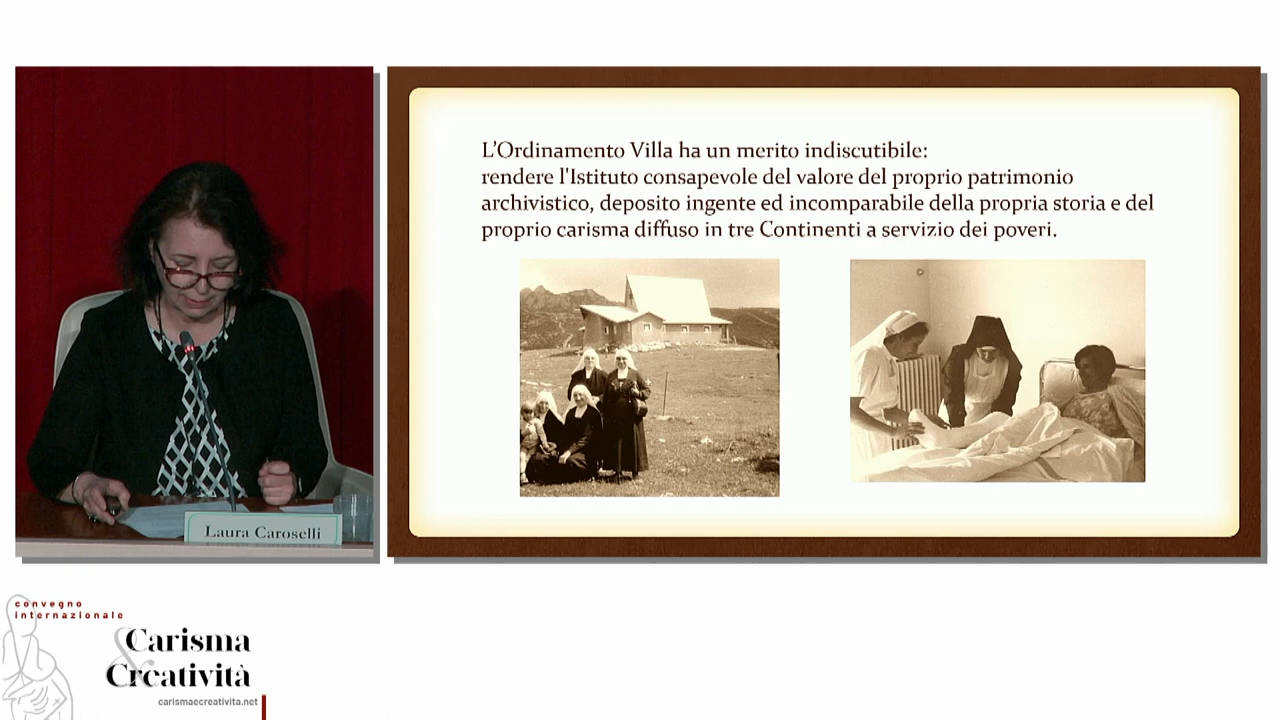 L'Ordinamento Villa ha un merito indiscutibile:
rendere l'Istituto consapevole del valore del proprio patrimonio
archivistico, deposito ingente ed incomparabile della propria storia e del
proprio carisma diffuso in tre Continenti a servizio dei poveri.
Laura Caroselli
convegno
internazionale
Carisma
&
Creatività
carismaecreativita.net